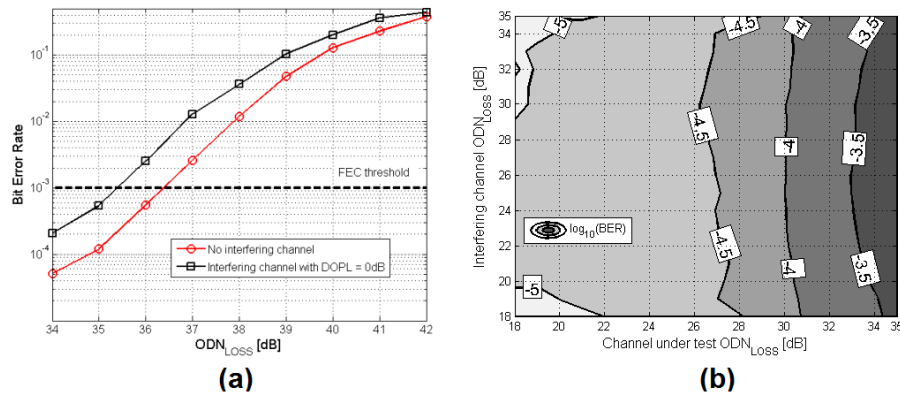 10⁻¹
10⁻²
10⁻³
10⁻⁴
Bit Error Rate
FEC threshold
No interfering channel
Interfering channel with DOPL = 0dB
34 35 36 37 38 39 40 41 42
ODN_LOSS [dB]
(a)
35
34
32
30
28
26
24
22
20
18
Interfering channel ODN_LOSS [dB]
-5
-4.5
-4
-3.5
-4.5
-4
-3.5
log₁₀(BER)
-4.5
-4
-3.5
-5
18 20 22 24 26 28 30 32 34 35
Channel under test ODN_LOSS [dB]
(b)